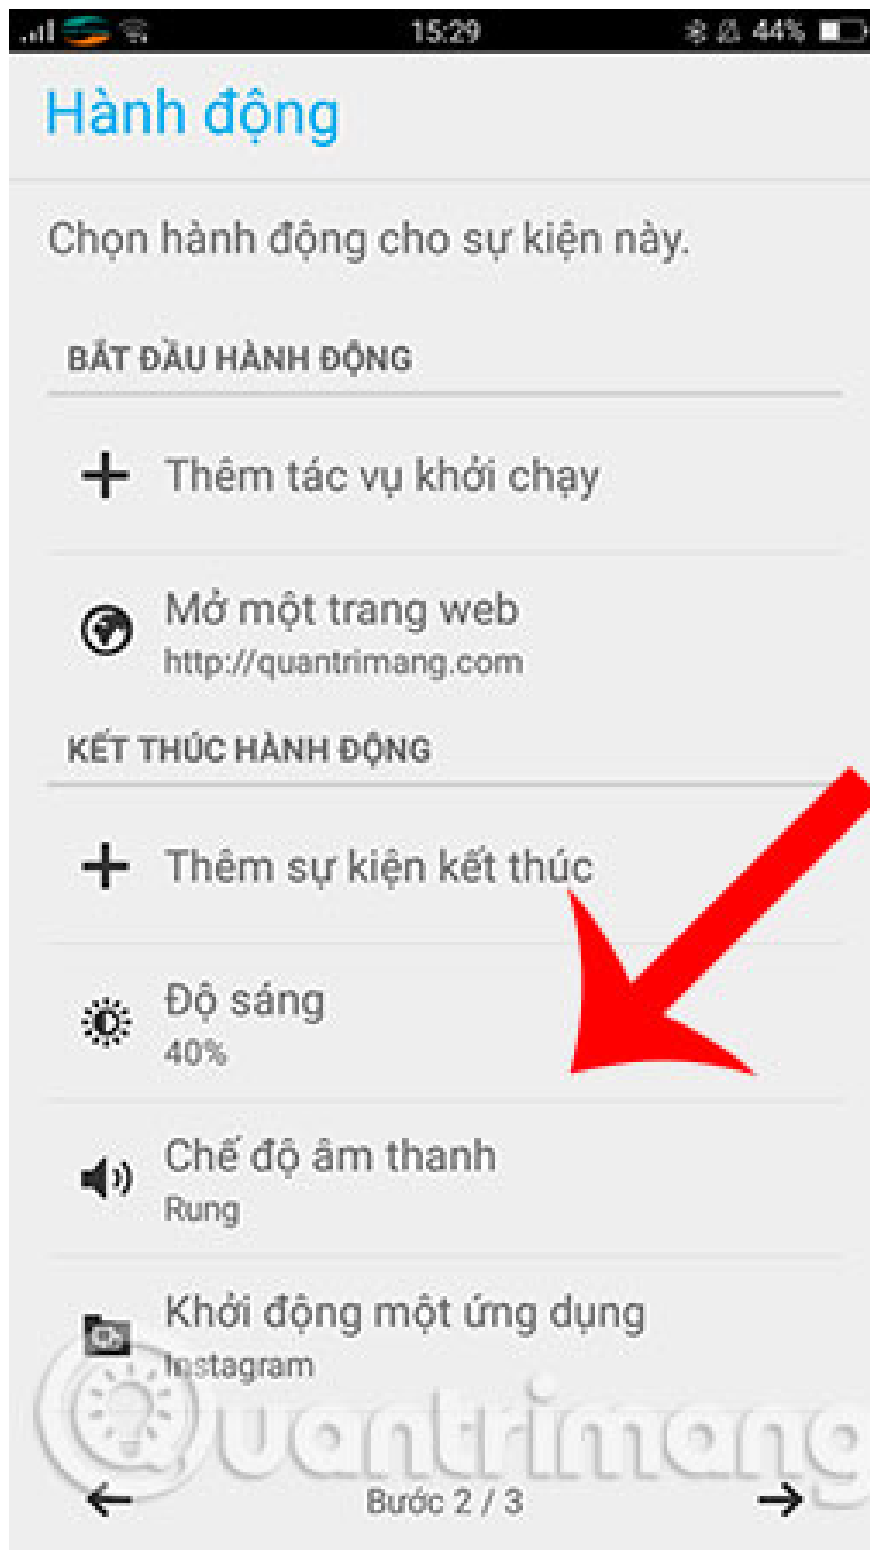 15:29
44%
Hành động
Chọn hành động cho sự kiện này.
BẮT ĐẦU HÀNH ĐỘNG
Thêm tác vụ khởi chạy
Mở một trang web
http://quantrimang.com
KẾT THÚC HÀNH ĐỘNG
Thêm sự kiện kết thúc
Độ sáng
40%
Chế độ âm thanh
Rung
Khởi động một ứng dụng
Instagram
Quantrimang
Bước 2 / 3